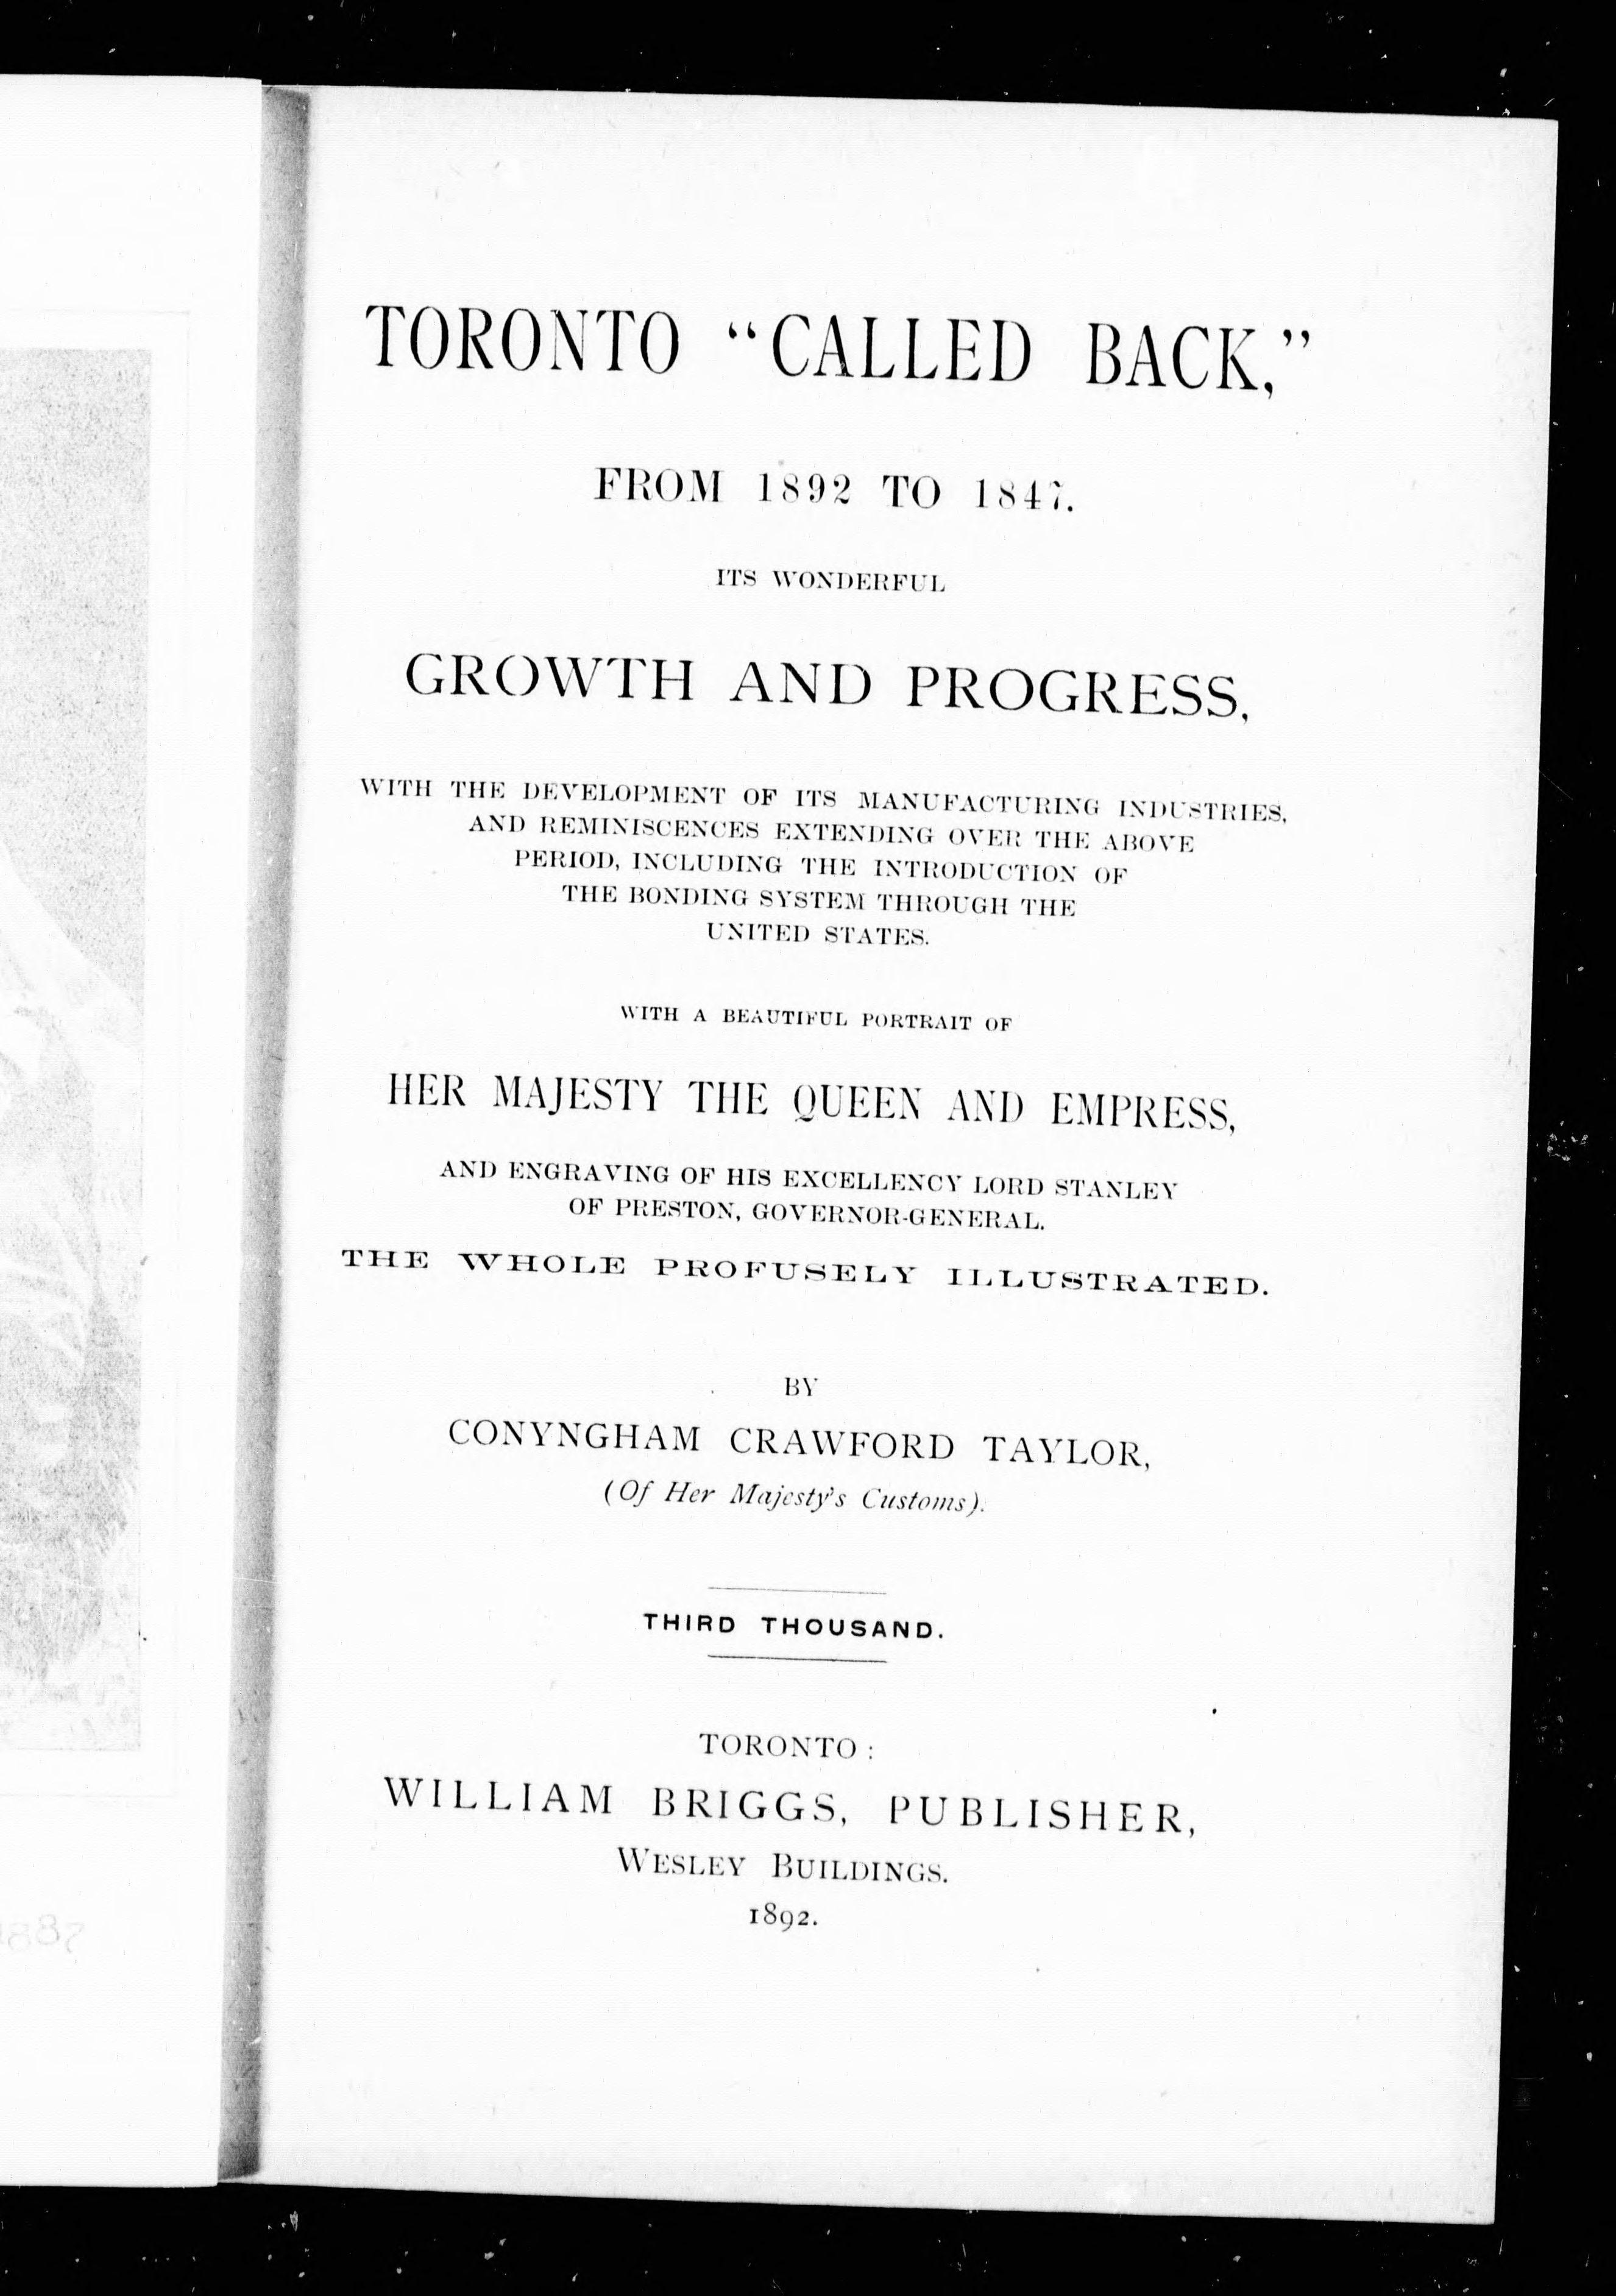 TORONTO “CALLED BACK,”
FROM 1892 TO 1847.
ITS WONDERFUL
GROWTH AND PROGRESS,
WITH THE DEVELOPMENT OF ITS MANUFACTURING INDUSTRIES,
AND REMINISCENCES EXTENDING OVER THE ABOVE
PERIOD, INCLUDING THE INTRODUCTION OF
THE BONDING SYSTEM THROUGH THE
UNITED STATES.
WITH A BEAUTIFUL PORTRAIT OF
HER MAJESTY THE QUEEN AND EMPRESS,
AND ENGRAVING OF HIS EXCELLENCY LORD STANLEY
OF PRESTON, GOVERNOR-GENERAL.
THE WHOLE PROFUSELY ILLUSTRATED.
BY
CONYNGHAM CRAWFORD TAYLOR,
(Of Her Majesty's Customs).
THIRD THOUSAND.
TORONTO:
WILLIAM BRIGGS, PUBLISHER,
WESLEY BUILDINGS.
1892.